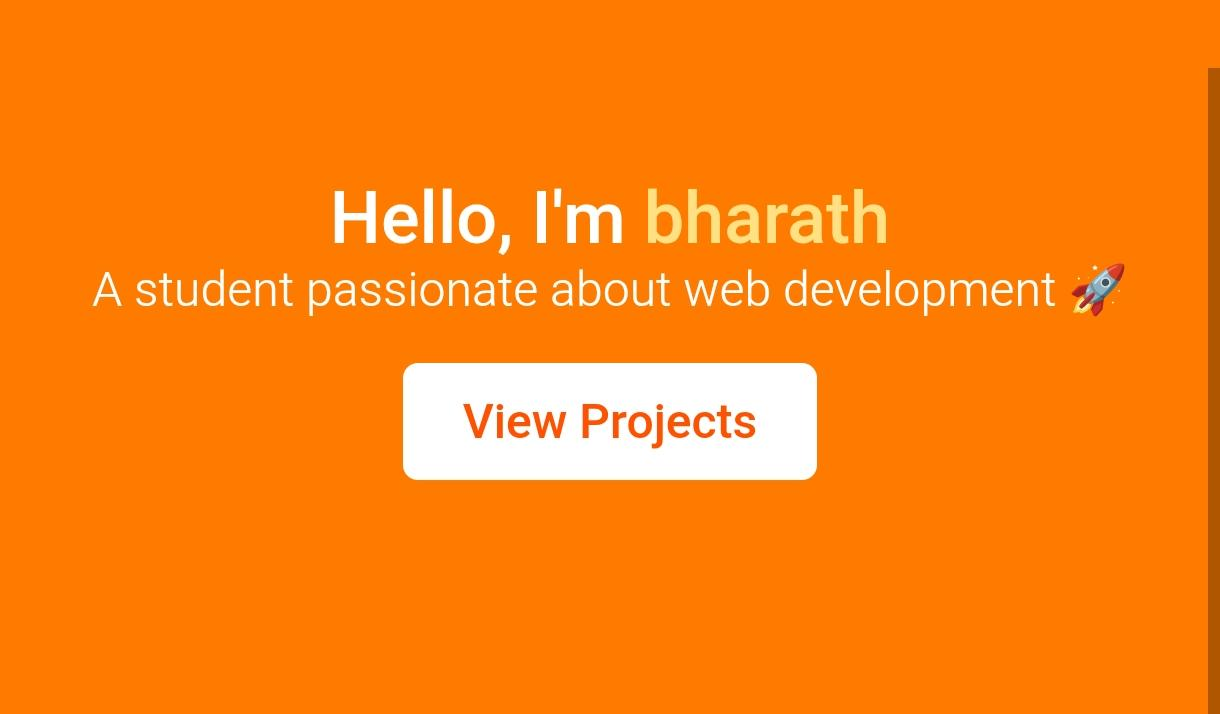 Hello, I'm bharath
A student passionate about web development 🚀
View Projects